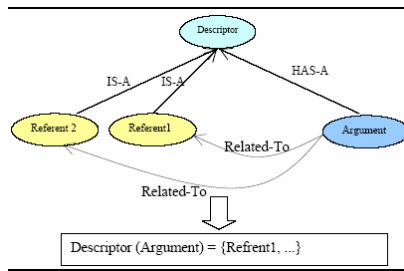 Descriptor
HAS-A
IS-A
IS-A
Referent 2
Referent1
Argument
Related-To
Related-To
Descriptor (Argument) = {Refrent1, ...}